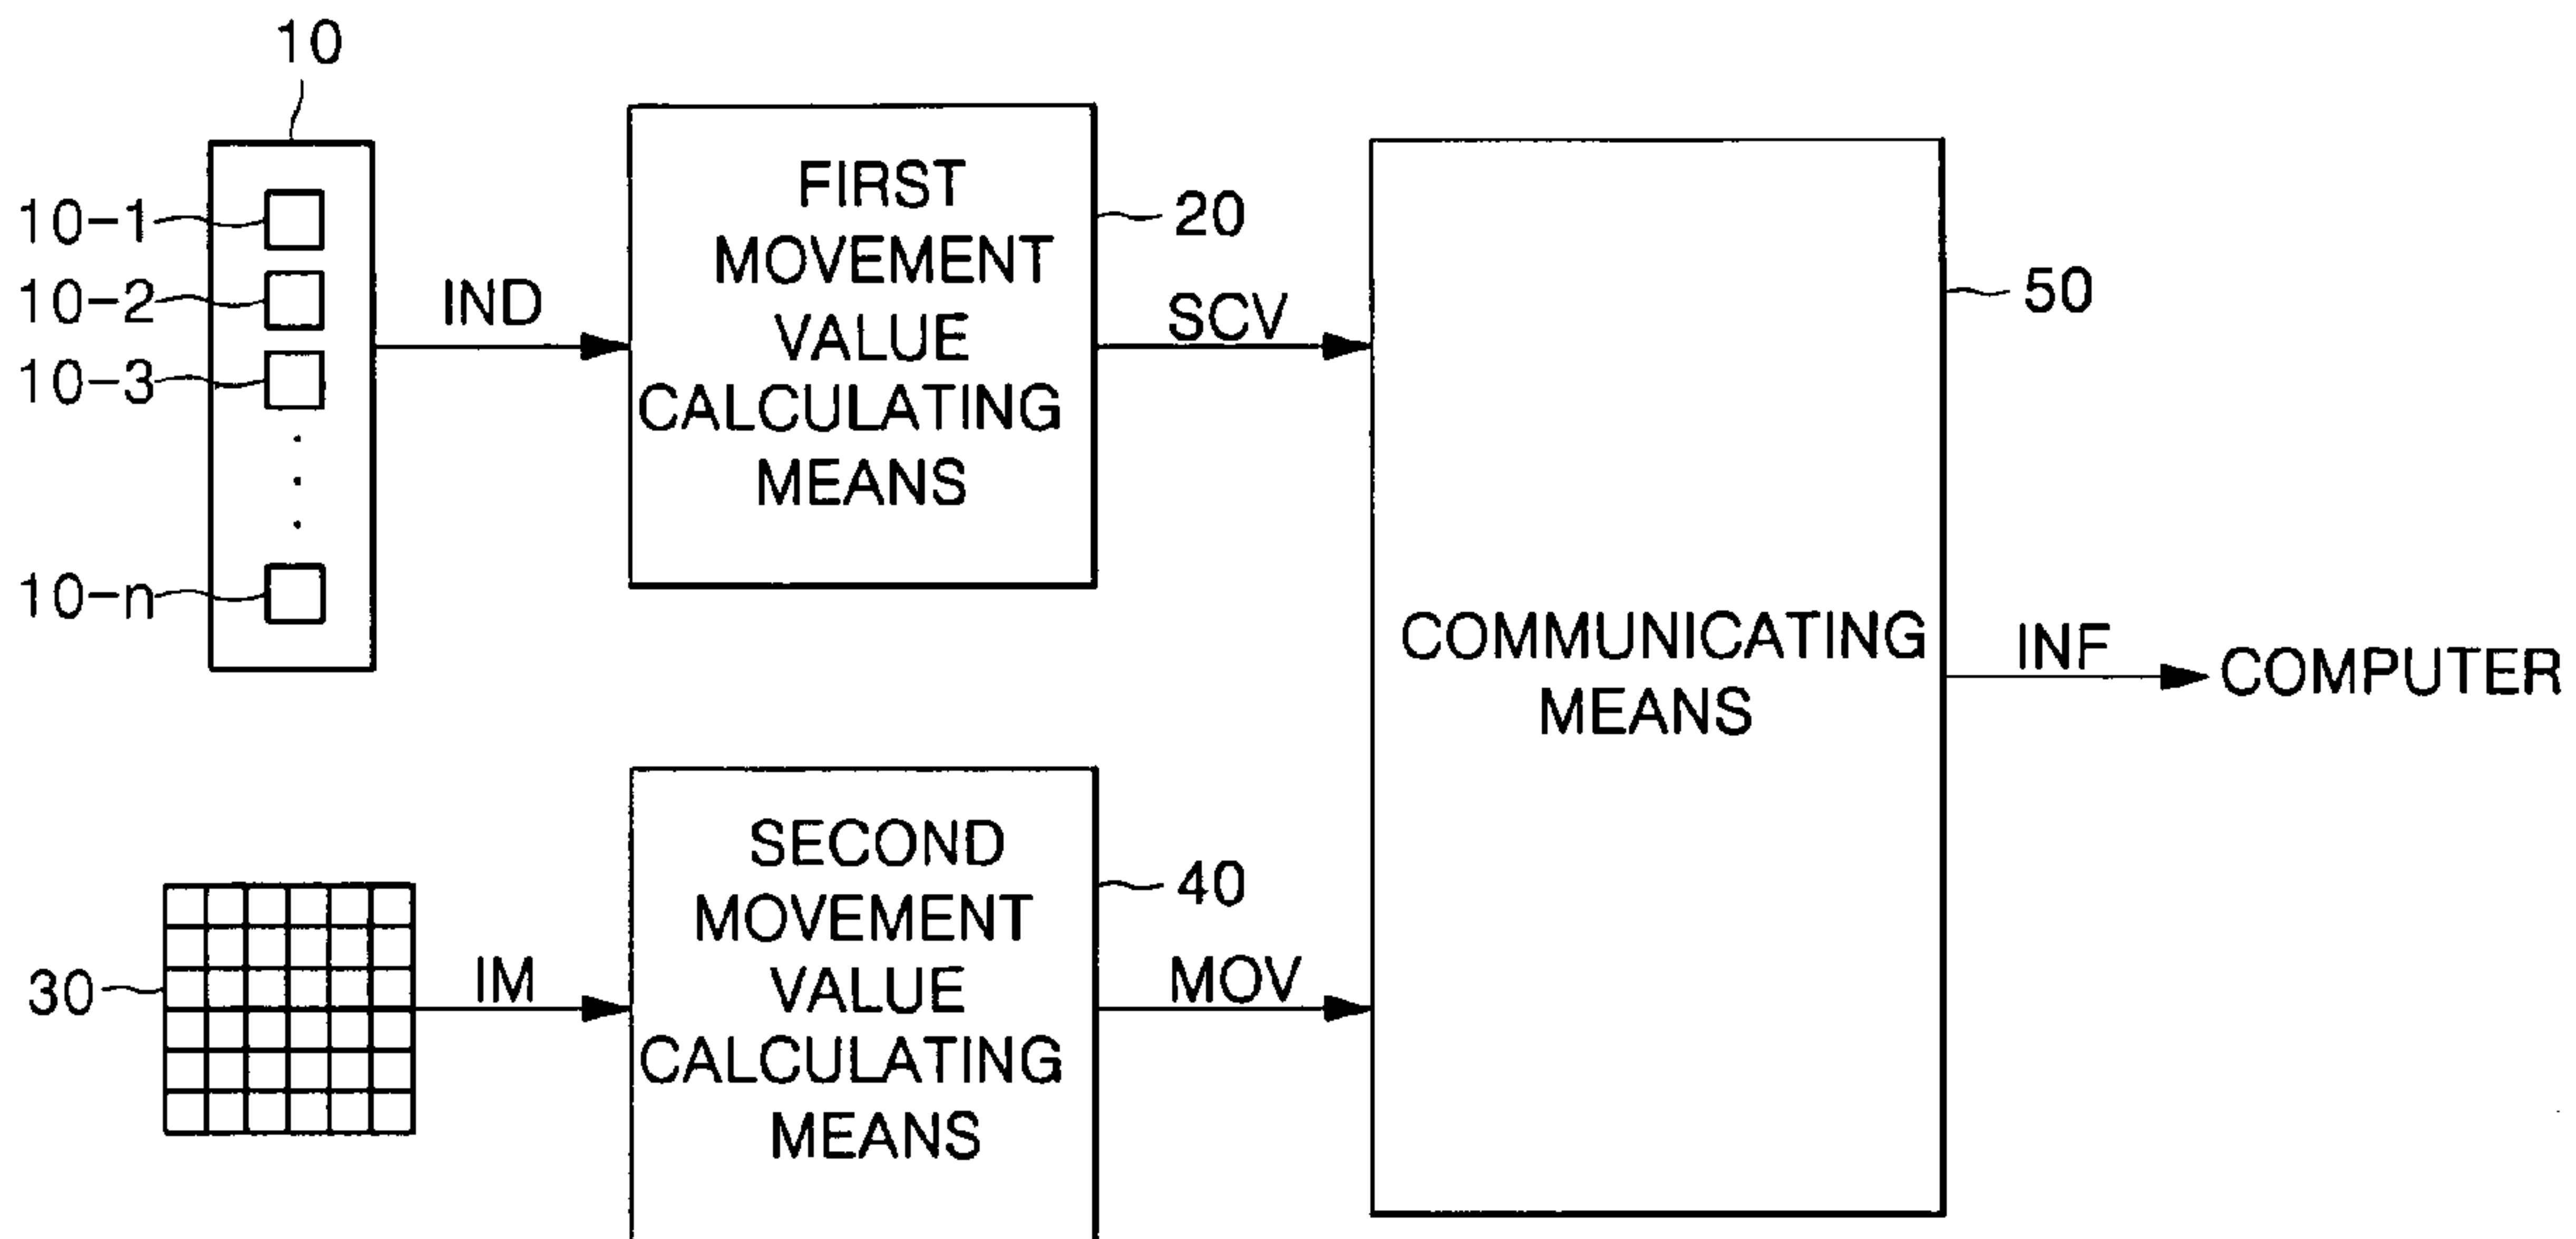 10
10-1
10-2
10-3
10-n
IND
FIRST
MOVEMENT
VALUE
CALCULATING
MEANS
20
SCV
30
IM
SECOND
MOVEMENT
VALUE
CALCULATING
MEANS
40
MOV
COMMUNICATING
MEANS
50
INF
COMPUTER